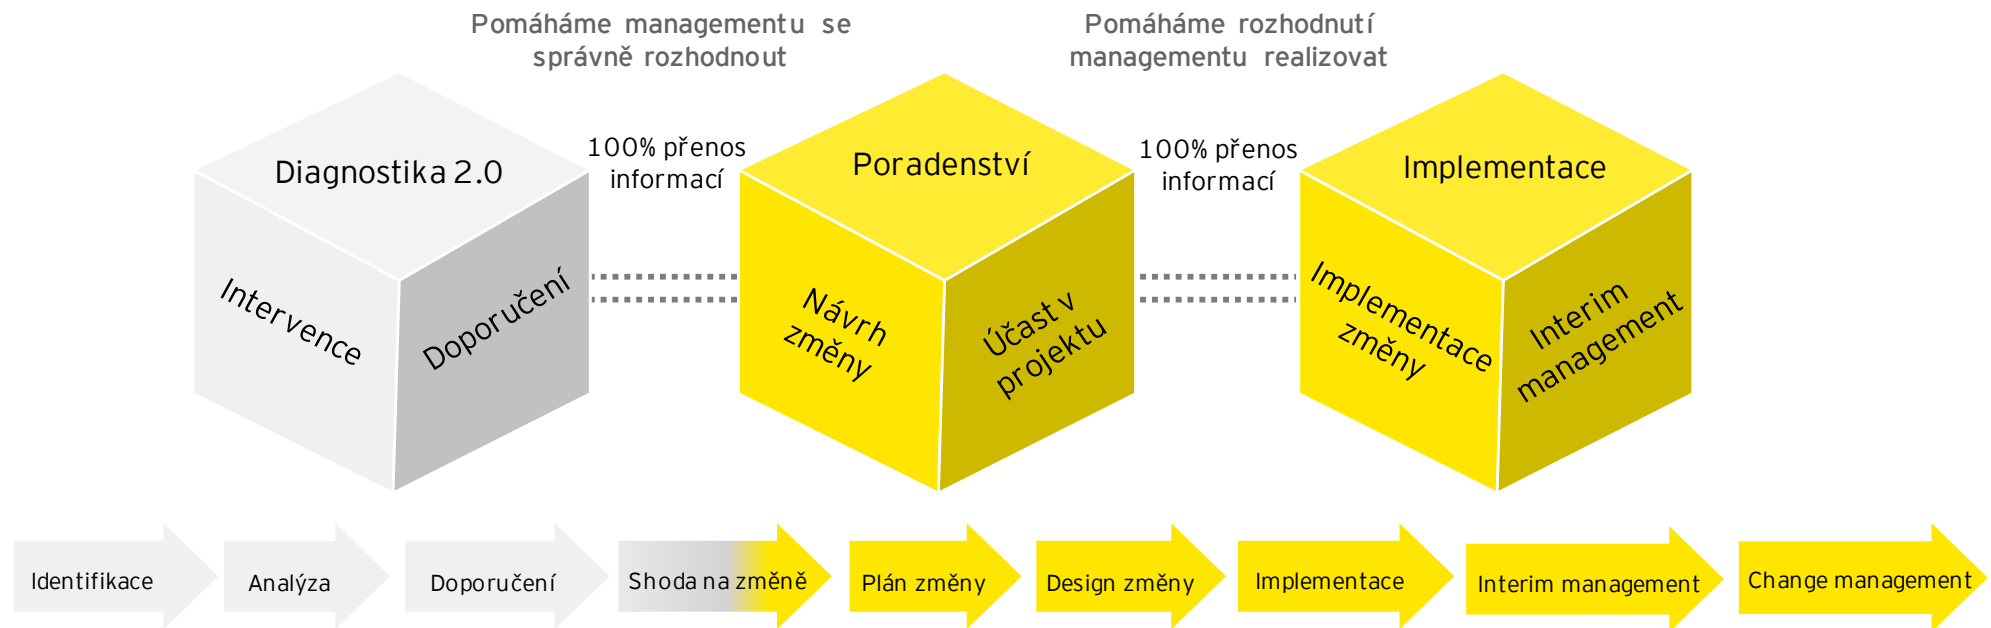 Pomáháme managementu se
správně rozhodnout
Pomáháme rozhodnutí
managementu realizovat
Diagnostika 2.0
Intervence
Doporučení
100% přenos
informací
Poradenství
Návrh
změny
Účast v
projektu
100% přenos
informací
Implementace
Implementace
změny
Interim
management
Identifikace
Analýza
Doporučení
Shoda na změně
Plán změny
Design změny
Implementace
Interim management
Change management